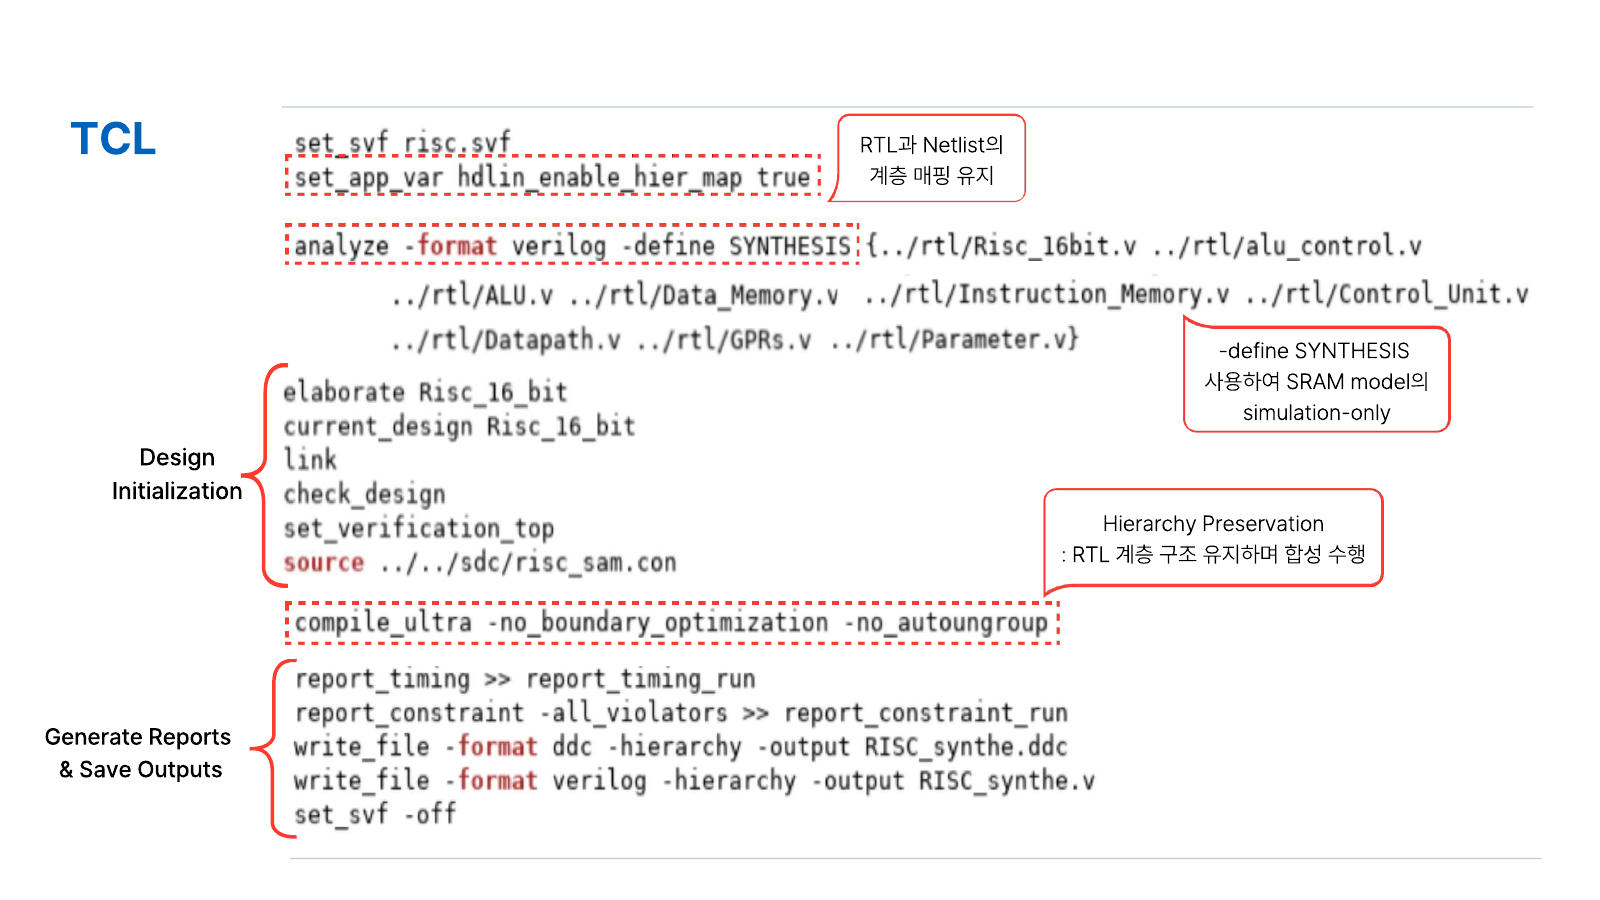 TCL
set_svf risc.svf
set_app_var hdlin_enable_hier_map true
RTL과 Netlist의
계층 매핑 유지
analyze -format verilog -define SYNTHESIS {../rtl/Risc_16bit.v ../rtl/alu_control.v
../rtl/ALU.v ../rtl/Data_Memory.v ../rtl/Instruction_Memory.v ../rtl/Control_Unit.v
../rtl/Datapath.v ../rtl/GPRs.v ../rtl/Parameter.v}
-define SYNTHESIS
사용하여 SRAM model의
simulation-only
Design
Initialization
elaborate Risc_16_bit
current_design Risc_16_bit
link
check_design
set_verification_top
source ../../sdc/risc_sam.con
Hierarchy Preservation
: RTL 계층 구조 유지하며 합성 수행
compile_ultra -no_boundary_optimization -no_autoungroup
Generate Reports
& Save Outputs
report_timing >> report_timing_run
report_constraint -all_violators >> report_constraint_run
write_file -format ddc -hierarchy -output RISC_synthe.ddc
write_file -format verilog -hierarchy -output RISC_synthe.v
set_svf -off